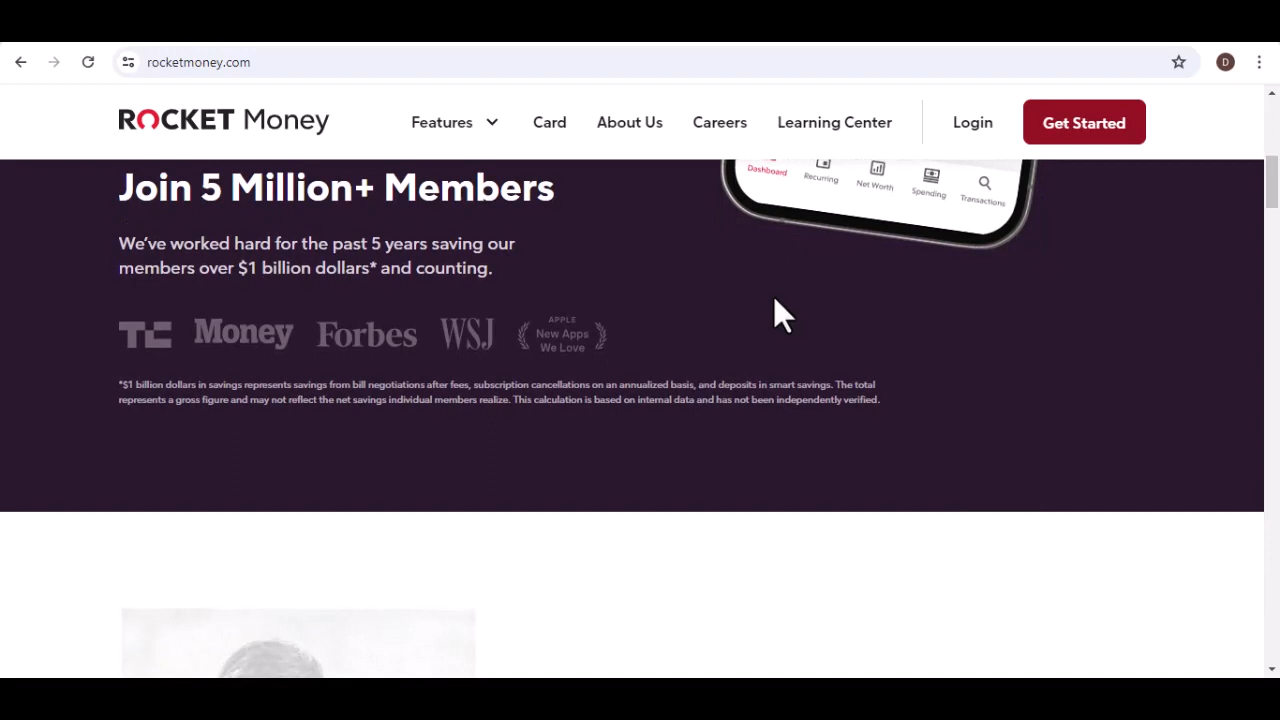 rocketmoney.com
D
ROCKET Money
Features
Card
About Us
Careers
Learning Center
Login
Get Started
Join 5 Million+ Members
Dashboard
Recurring
Net Worth
Spending
Transactions
We’ve worked hard for the past 5 years saving our
members over $1 billion dollars* and counting.
TC
Money
Forbes
WSJ
APPLE
New Apps
We Love
*$1 billion dollars in savings represents savings from bill negotiations after fees, subscription cancellations on an annualized basis, and deposits in smart savings. The total
represents a gross figure and may not reflect the net savings individual members realize. This calculation is based on internal data and has not been independently verified.